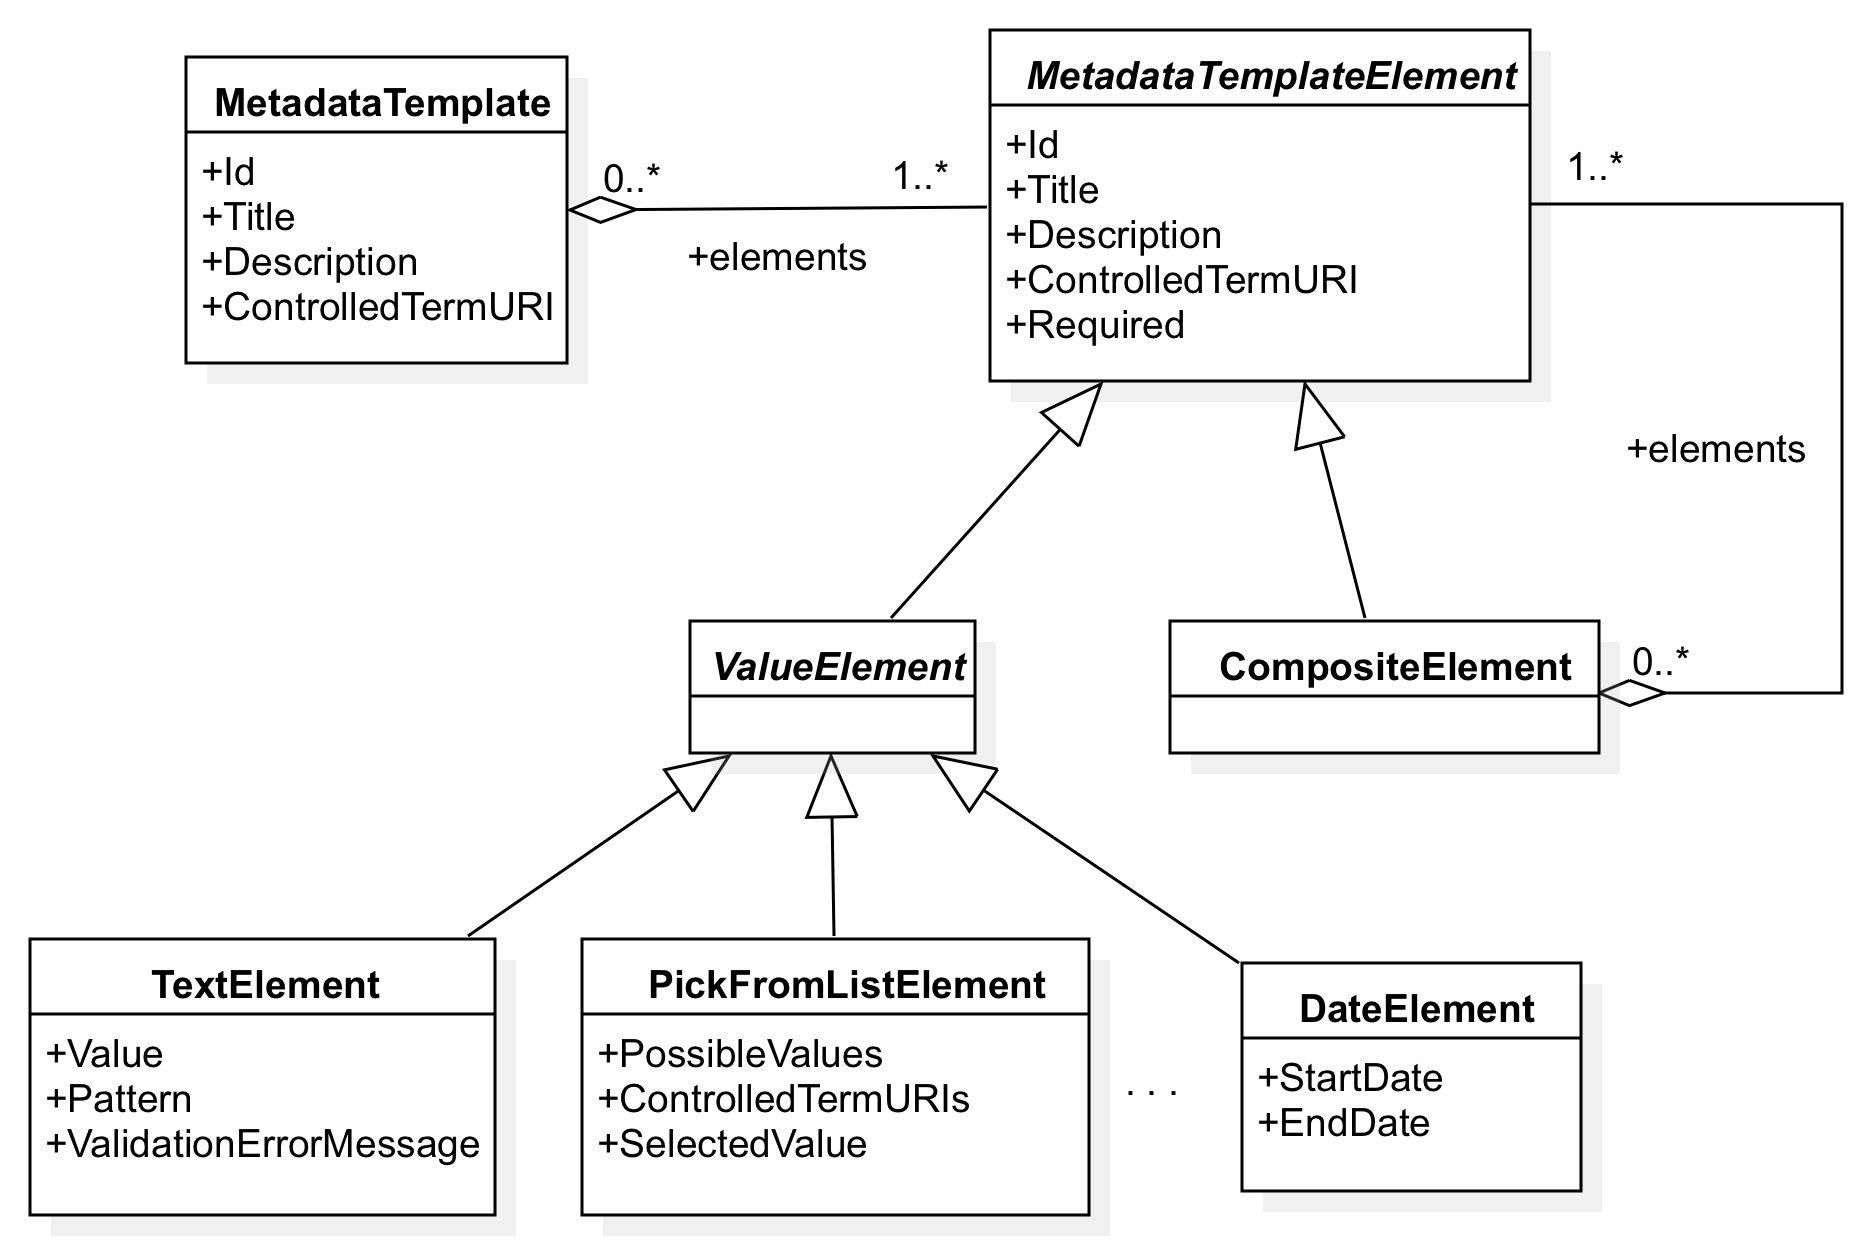 MetadataTemplate
+Id
+Title
+Description
+ControlledTermURI
0..*
1..*
+elements
MetadataTemplateElement
+Id
+Title
+Description
+ControlledTermURI
+Required
1..*
+elements
ValueElement
CompositeElement
0..*
TextElement
+Value
+Pattern
+ValidationErrorMessage
PickFromListElement
+PossibleValues
+ControlledTermURIs
+SelectedValue
. . .
DateElement
+StartDate
+EndDate